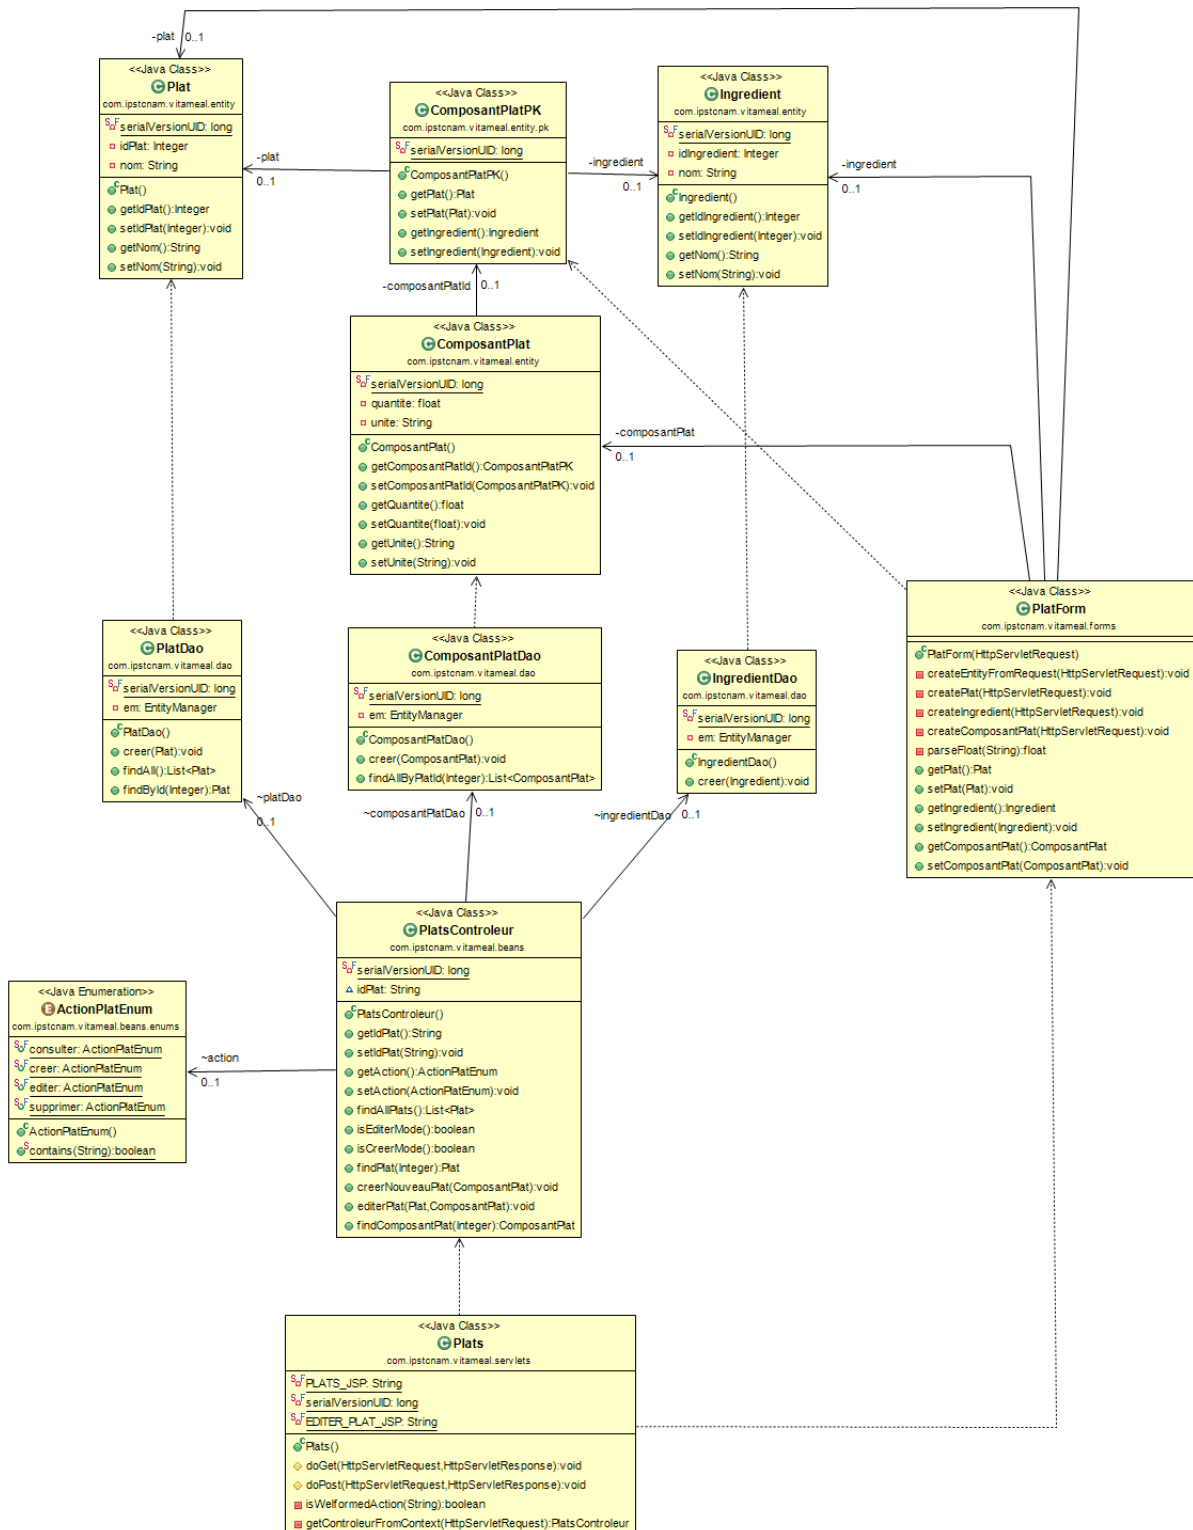 -plat
0..1
<<Java Class>>
Plat
com.ipstcnam.vitameal.entity
serialVersionUID: long
idPlat: Integer
nom: String
Plat()
getIdPlat():Integer
setIdPlat(Integer):void
getNom():String
setNom(String):void
-plat
0..1
<<Java Class>>
ComposantPlatPK
com.ipstcnam.vitameal.entity.pk
serialVersionUID: long
ComposantPlatPK()
getPlat():Plat
setPlat(Plat):void
getIngredient():Ingredient
setIngredient(Ingredient):void
-ingredient
0..1
<<Java Class>>
Ingredient
com.ipstcnam.vitameal.entity
serialVersionUID: long
idIngredient: Integer
nom: String
Ingredient()
getIdIngredient():Integer
setIdIngredient(Integer):void
getNom():String
setNom(String):void
-ingredient
0..1
-composantPlatId
0..1
<<Java Class>>
ComposantPlat
com.ipstcnam.vitameal.entity
serialVersionUID: long
quantite: float
unite: String
ComposantPlat()
getComposantPlatId():ComposantPlatPK
setComposantPlatId(ComposantPlatPK):void
getQuantite():float
setQuantite(float):void
getUnite():String
setUnite(String):void
-composantPlat
0..1
<<Java Class>>
PlatForm
com.ipstcnam.vitameal.forms
PlatForm(HttpServletRequest)
createEntityFromRequest(HttpServletRequest):void
createPlat(HttpServletRequest):void
createIngredient(HttpServletRequest):void
createComposantPlat(HttpServletRequest):void
parseFloat(String):float
getPlat():Plat
setPlat(Plat):void
getIngredient():Ingredient
setIngredient(Ingredient):void
getComposantPlat():ComposantPlat
setComposantPlat(ComposantPlat):void
<<Java Class>>
PlatDao
com.ipstcnam.vitameal.dao
serialVersionUID: long
em: EntityManager
PlatDao()
creer(Plat):void
findAll():List<Plat>
findById(Integer):Plat
<<Java Class>>
ComposantPlatDao
com.ipstcnam.vitameal.dao
serialVersionUID: long
em: EntityManager
ComposantPlatDao()
creer(ComposantPlat):void
findAllByPlatId(Integer):List<ComposantPlat>
<<Java Class>>
IngredientDao
com.ipstcnam.vitameal.dao
serialVersionUID: long
em: EntityManager
IngredientDao()
creer(Ingredient):void
~platDao
0..1
~composantPlatDao
0..1
~ingredientDao
0..1
<<Java Class>>
PlatsControleur
com.ipstcnam.vitameal.beans
serialVersionUID: long
idPlat: String
PlatsControleur()
getIdPlat():String
setIdPlat(String):void
getAction():ActionPlatEnum
setAction(ActionPlatEnum):void
findAllPlats():List<Plat>
isEditerMode():boolean
isCreerMode():boolean
findPlat(Integer):Plat
creerNouveauPlat(ComposantPlat):void
editerPlat(Plat,ComposantPlat):void
findComposantPlat(Integer):ComposantPlat
~action
0..1
<<Java Enumeration>>
ActionPlatEnum
com.ipstcnam.vitameal.beans.enums
consulter: ActionPlatEnum
creer: ActionPlatEnum
editer: ActionPlatEnum
supprimer: ActionPlatEnum
ActionPlatEnum()
contains(String):boolean
<<Java Class>>
Plats
com.ipstcnam.vitameal.servlets
PLATS_JSP: String
serialVersionUID: long
EDITER_PLAT_JSP: String
Plats()
doGet(HttpServletRequest,HttpServletResponse):void
doPost(HttpServletRequest,HttpServletResponse):void
isWelformedAction(String):boolean
getControleurFromContext(HttpServletRequest):PlatsControleur